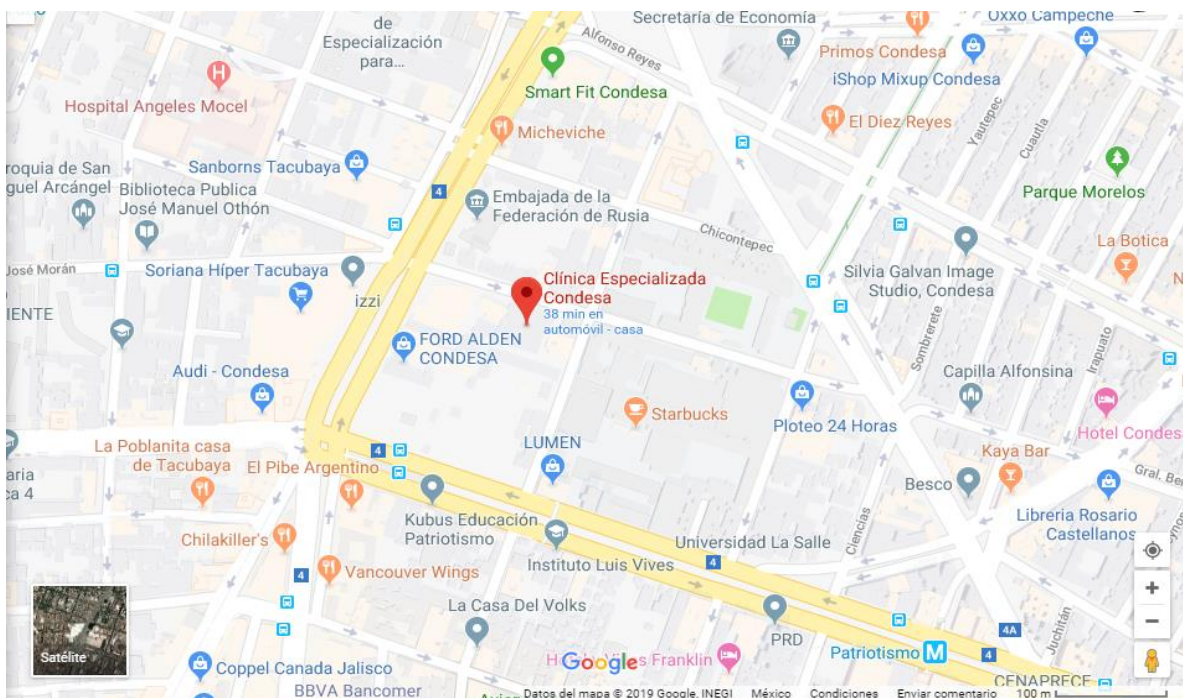 de
Especialización
para...
Secretaría de Economía
Oxxo Campeche
Alfonso Reyes
Primos Condesa
iShop Mixup Condesa
Hospital Angeles Mocel
Smart Fit Condesa
Micheviche
El Diez Reyes
Yautepec
Cuautla
Parque Morelos
roquia de San
guel Arcángel
Biblioteca Publica
José Manuel Othón
Sanborns Tacubaya
4
Embajada de la
Federación de Rusia
Chicontepec
La Botica
José Morán
Soriana Híper Tacubaya
izzi
Clínica Especializada
Condesa
38 min en
automóvil - casa
Silvia Galvan Image
Studio, Condesa
IENTE
FORD ALDEN
CONDESA
Sombrerete
Irapuato
Audi - Condesa
Capilla Alfonsina
Starbucks
Ploteo 24 Horas
Hotel Condes
La Poblanita casa
de Tacubaya
4
LUMEN
Kaya Bar
aria
ca 4
El Pibe Argentino
Besco
Gral. Be
Kubus Educación
Patriotismo
Ciencias
Libreria Rosario
Castellanos
Chilakiller's
Instituto Luis Vives
Universidad La Salle
4
4
Vancouver Wings
La Casa Del Volks
PRD
4A
Juchitán
Satélite
Patriotismo
M
4
Coppel Canada Jalisco
Google
s Franklin
CENAPRECE
BBVA Bancomer
Datos del mapa © 2019 Google, INEGI México Condiciones Enviar comentario 100 m